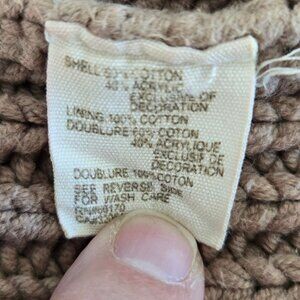 SHELL 60% COTTON
40% ACRYLIC
EXCLUSIVE OF
DECORATION
LINING 100% COTTON
DOUBLURE 60% COTON
40% ACRYLIQUE
EXCLUSIF DE
DECORATION
DOUBLURE 100% COTON
SEE REVERSE SIDE
FOR WASH CARE